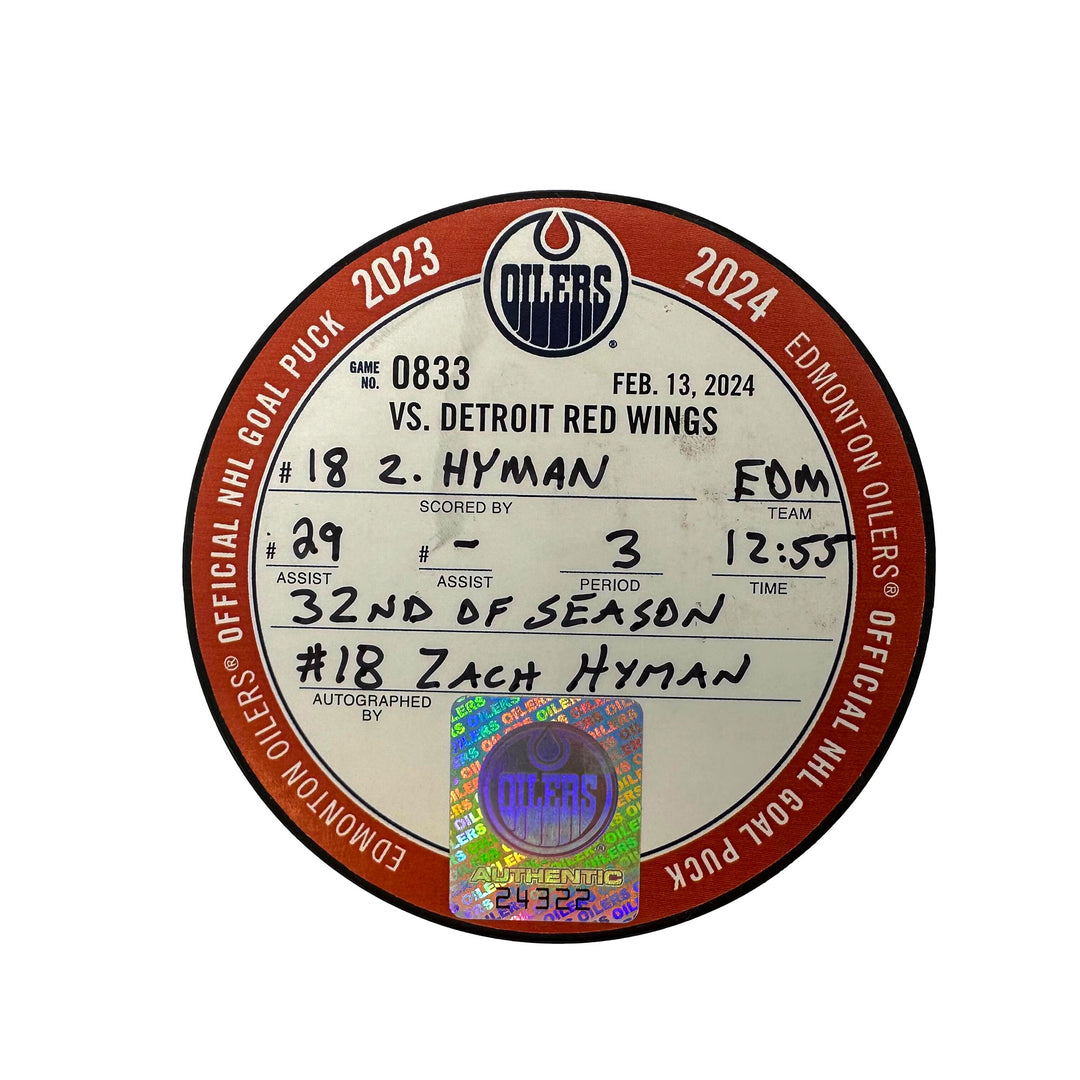 2023 2024
OILERS ®
EDMONTON OILERS® OFFICIAL NHL GOAL PUCK
EDMONTON OILERS® OFFICIAL NHL GOAL PUCK
GAME NO. 0833 FEB. 13, 2024
VS. DETROIT RED WINGS
#18 Z. HYMAN EDM
SCORED BY TEAM
#29 # - 3 12:55
ASSIST ASSIST PERIOD TIME
32ND OF SEASON
#18 ZACH HYMAN
AUTOGRAPHED
BY
OILERS ®
AUTHENTIC
24322